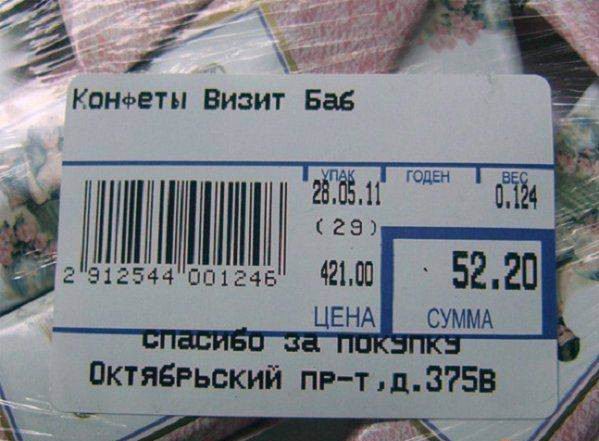 Конфеты Визит Баб
УПАК ГОДЕН ВЕС
28.05.11 0.124
(29)
2 912544 001246 421.00 52.20
ЦЕНА СУММА
спасибо за покупку
Октябрьский пр-т,д.375В